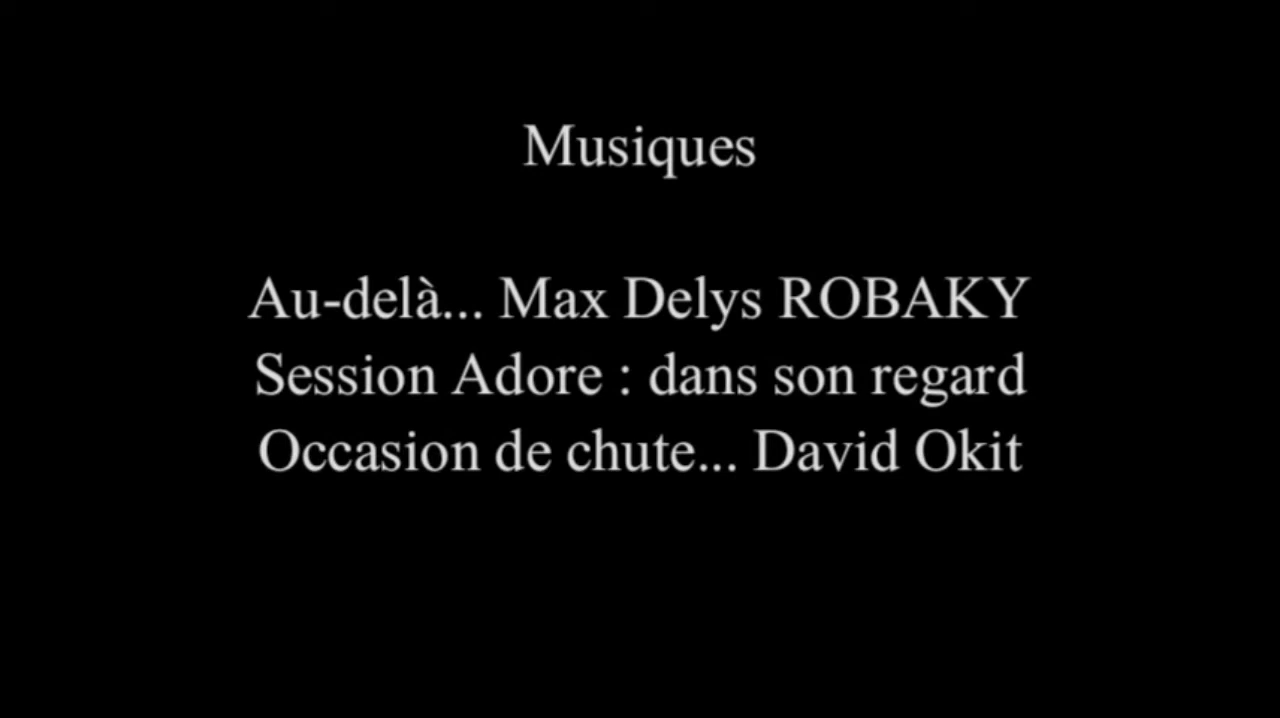 Musiques
Au-delà... Max Delys ROBAKY
Session Adore : dans son regard
Occasion de chute... David Okit